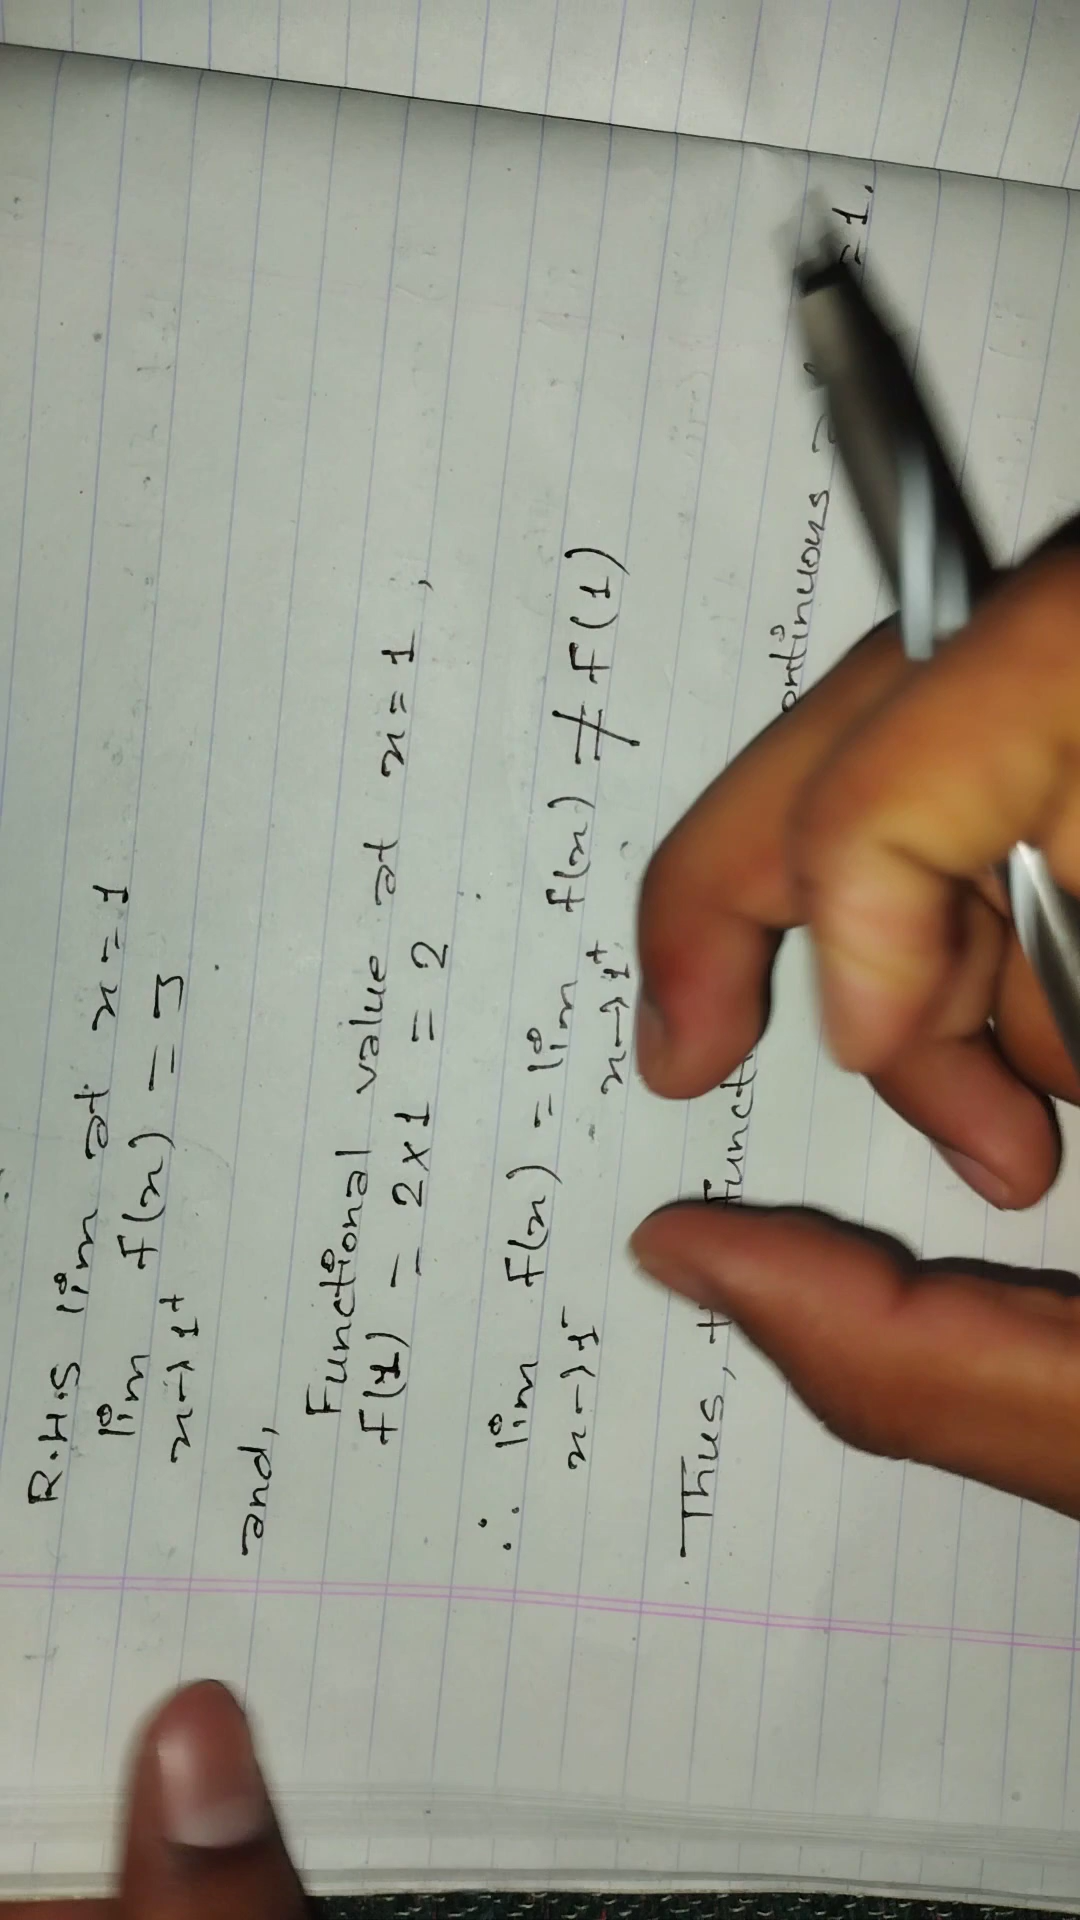 R.H.S lim at x = 1
lim f(x) = 3
x→1⁺
and,
Functional value at x = 1,
f(1) = 2×1 = 2
∴ lim f(x) = lim f(x) ≠ f(1)
x→1⁻ x→1⁺
Thus, = 1.